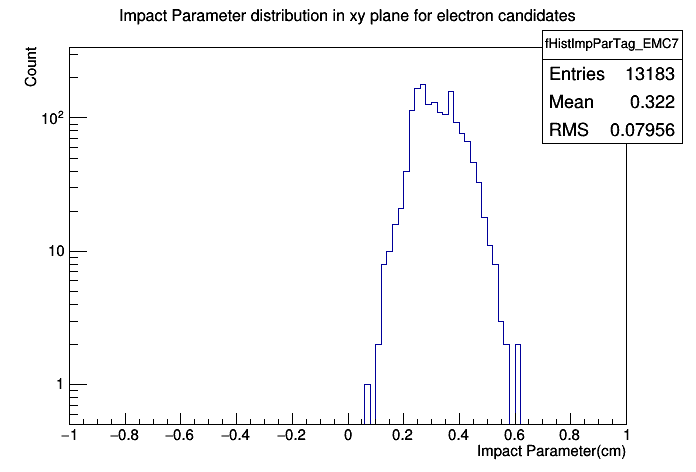 Impact Parameter distribution in xy plane for electron candidates
fHistImpParTag_EMC7
Entries 13183
Mean 0.322
RMS 0.07956
Count
10²
10
1
−1 −0.8 −0.6 −0.4 −0.2 0 0.2 0.4 0.6 0.8 1
Impact Parameter(cm)